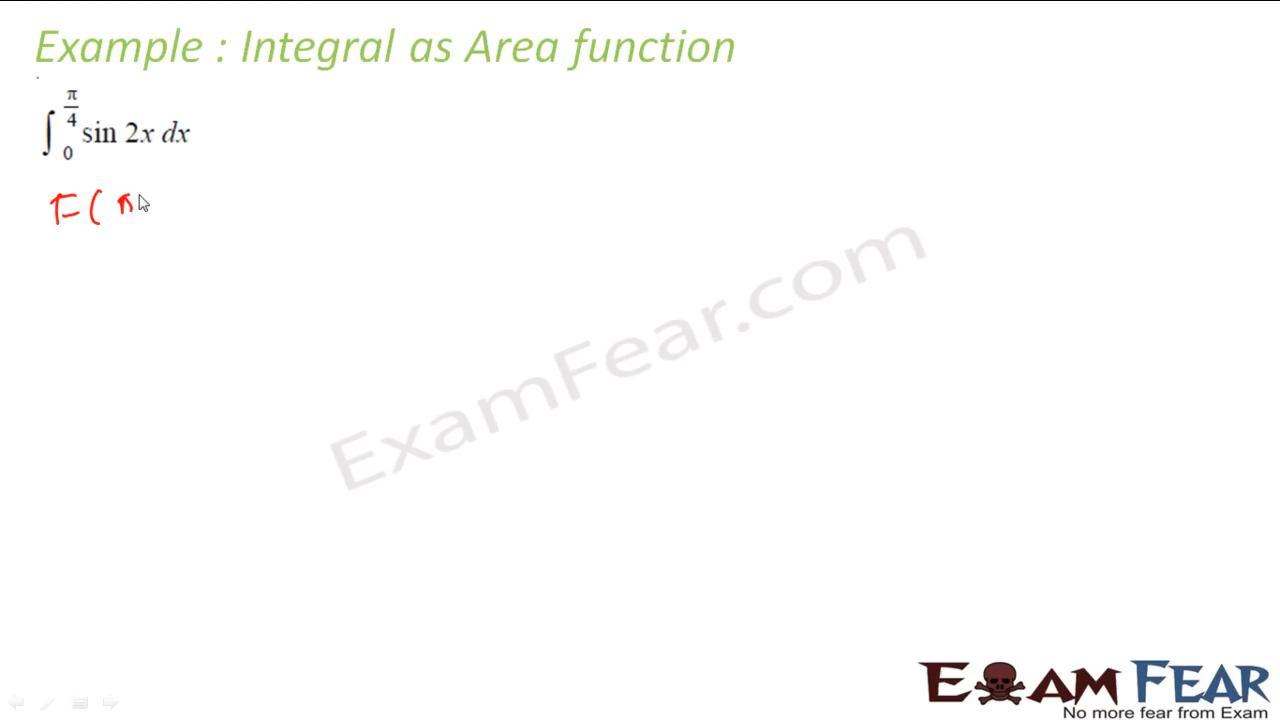 Example : Integral as Area function
∫₀^(π/4) sin 2x dx
F( π
ExamFear.com
EXAM FEAR
No more fear from Exam